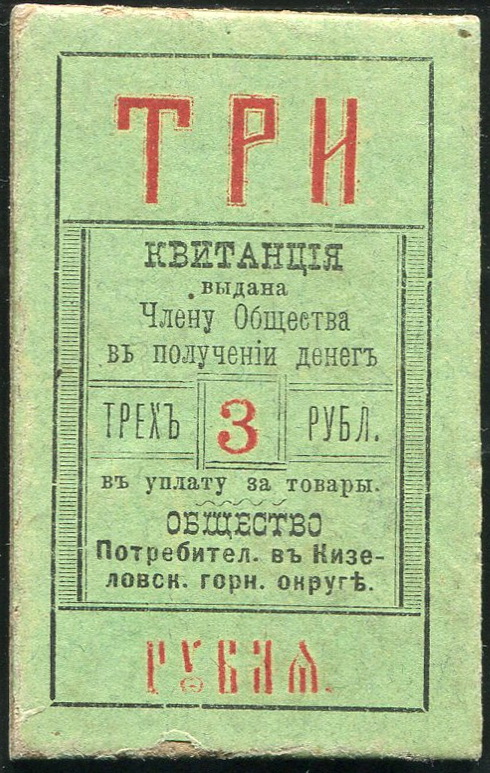 ТРИ
КВИТАНЦІЯ
выдана
Члену Общества
въ полученіи денегъ
ТРЕХЪ 3 РУБЛ.
въ уплату за товары.
ОБЩЕСТВО
Потребител. въ Кизе-
ловск. горн. округѣ.
РУБЛѦ.